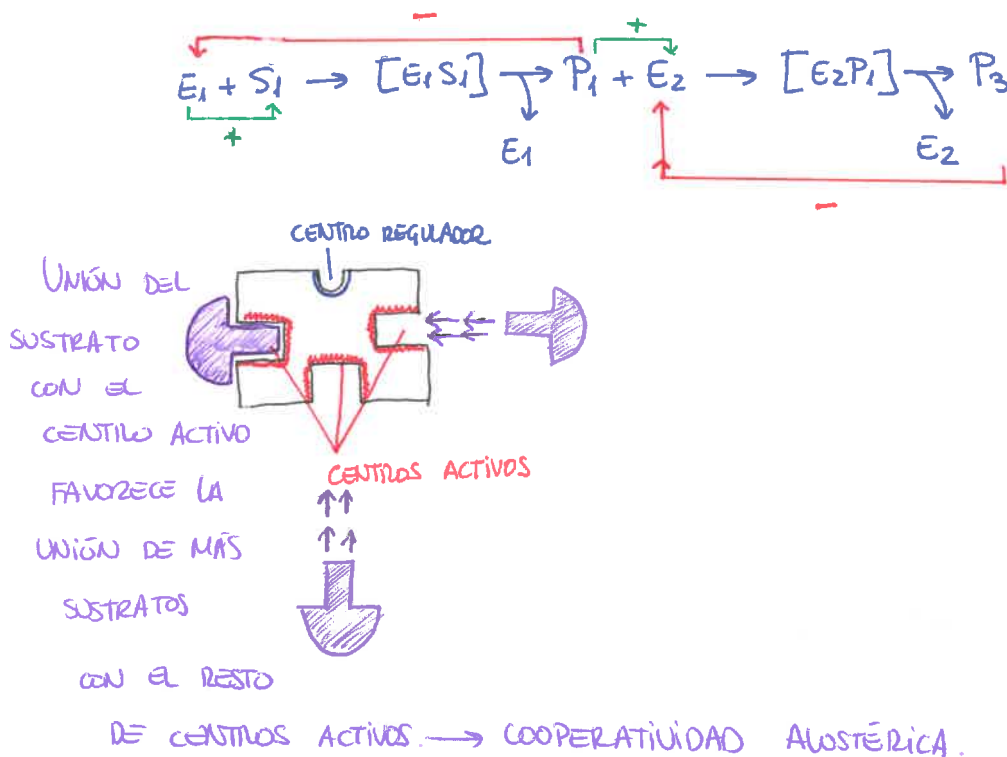 −
+
E1 + S1 → [E1S1] → P1 + E2 → [E2P1] → P3
+
E1
E2
−
CENTRO REGULADOR
UNIÓN DEL
SUSTRATO
CON EL
CENTRO ACTIVO
CENTROS ACTIVOS
FAVORECE LA
UNIÓN DE MÁS
SUSTRATOS
CON EL RESTO
DE CENTROS ACTIVOS. → COOPERATIVIDAD ALOSTÉRICA.